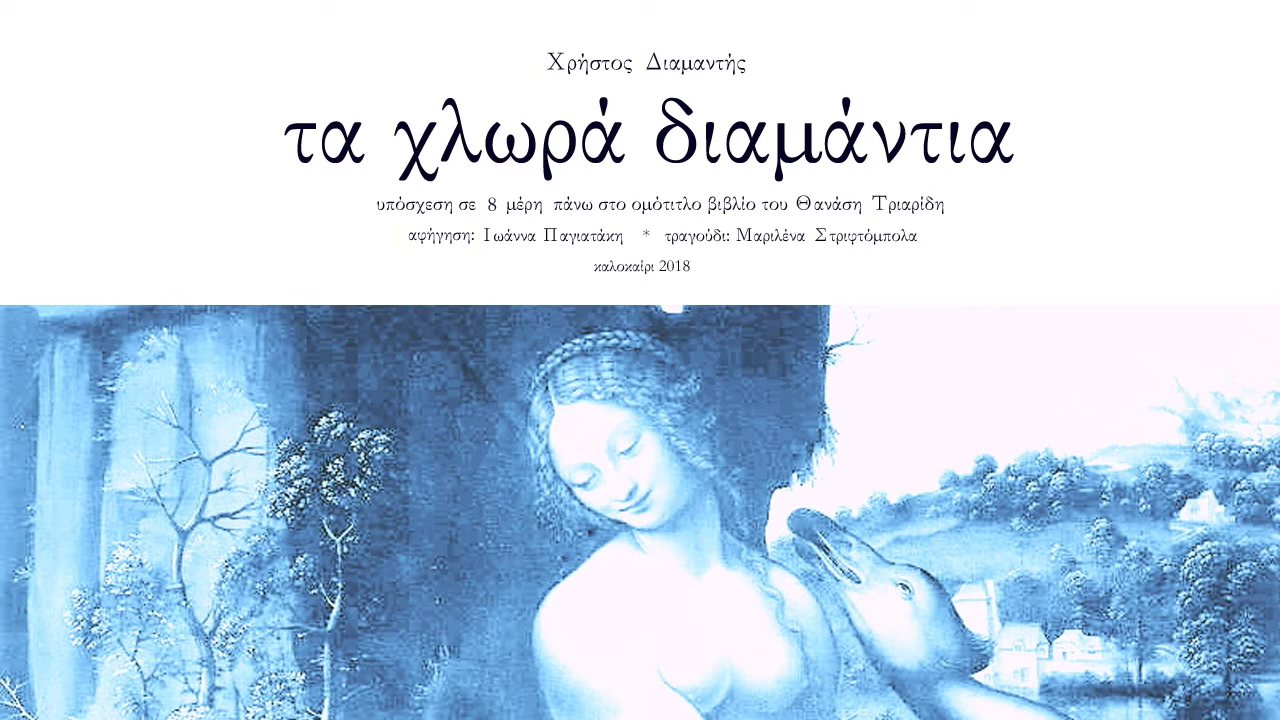 Χρήστος Διαμαντής
τα χλωρά διαμάντια
υπόσχεση σε 8 μέρη πάνω στο ομότιτλο βιβλίο του Θανάση Τριαρίδη
αφήγηση: Ιωάννα Παγιατάκη * τραγούδι: Μαριλένα Στριφτόμπολα
καλοκαίρι 2018